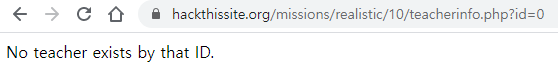 hackthissite.org/missions/realistic/10/teacherinfo.php?id=0
No teacher exists by that ID.